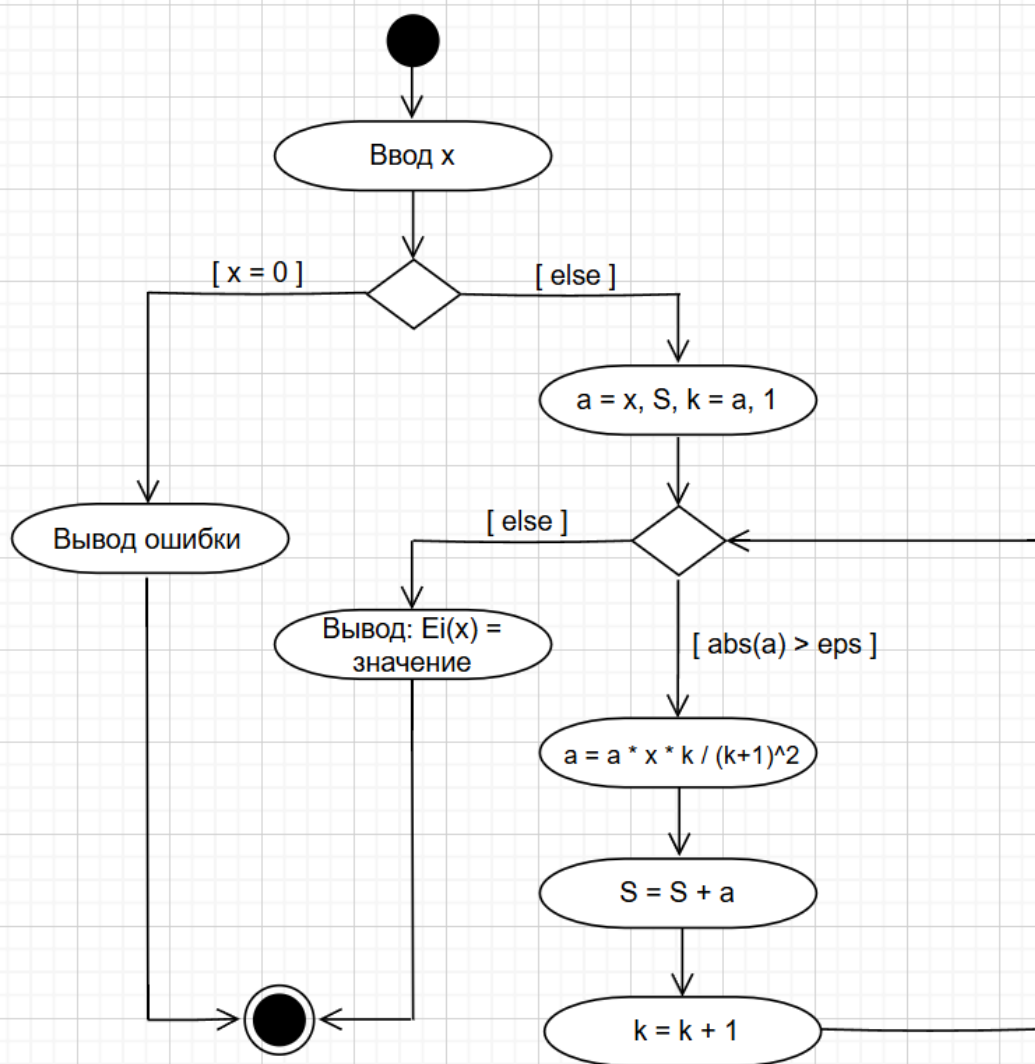 Ввод x
[ x = 0 ]
[ else ]
a = x, S, k = a, 1
[ else ]
Вывод ошибки
Вывод: Ei(x) =
значение
[ abs(a) > eps ]
a = a * x * k / (k+1)^2
S = S + a
k = k + 1